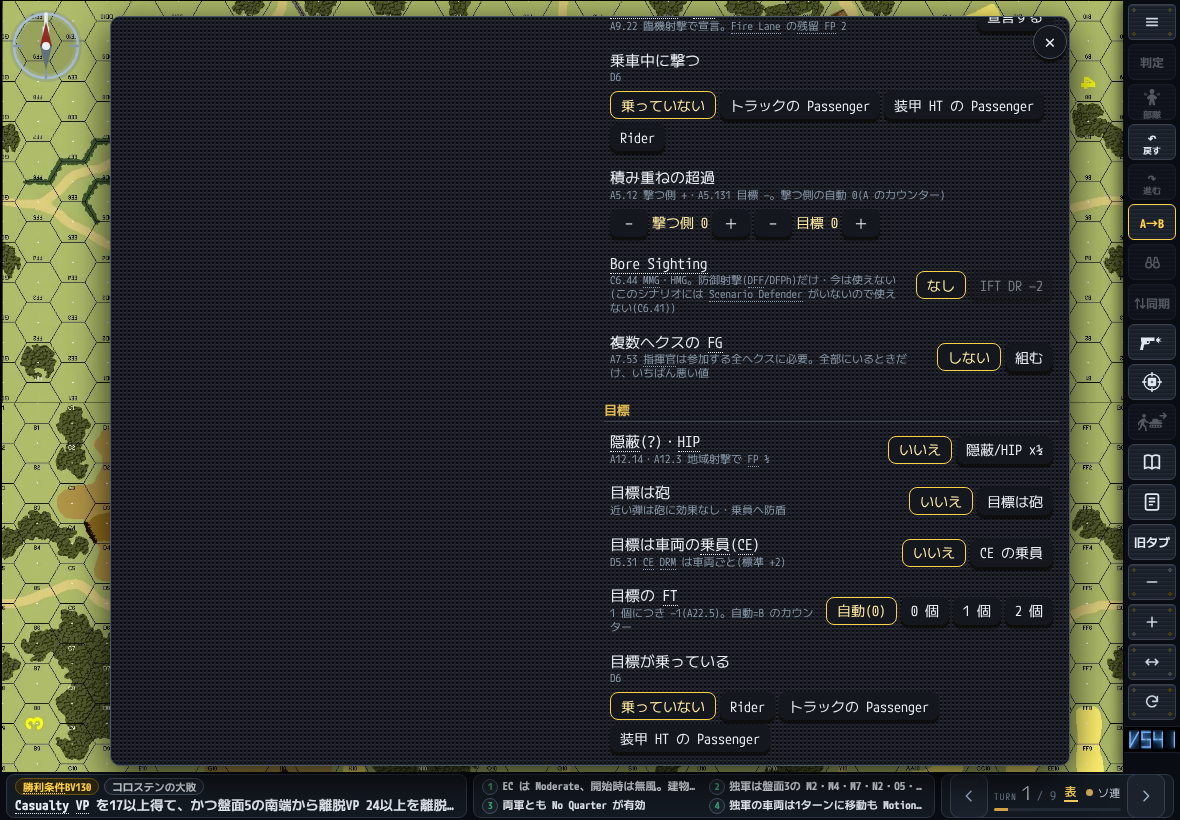 宣言する
A9.22 臨機射撃で宣言。Fire Lane の残留 FP 2
×
乗車中に撃つ
D6
乗っていない トラックの Passenger 装甲 HT の Passenger
Rider
積み重ねの超過
A5.12 撃つ側 +・A5.131 目標 −。撃つ側の自動 0(A のカウンター)
− 撃つ側 0 + − 目標 0 +
Bore Sighting
C6.44 MMG・HMG。防御射撃(DFF/DFPh)だけ・今は使えない
(このシナリオには Scenario Defender がいないので使え
ない(C6.41))
なし IFT DR −2
複数ヘクスの FG
A7.53 指揮官は参加する全ヘクスに必要。全部にいるときだ
け、いちばん悪い値
しない 組む
目標
隠蔽(?)・HIP
A12.14・A12.3 地域射撃で FP ½
いいえ 隠蔽/HIP x½
目標は砲
近い弾は砲に効果なし・乗員へ防盾
いいえ 目標は砲
目標は車両の乗員(CE)
D5.31 CE DRM は車両ごと(標準 +2)
いいえ CE の乗員
目標の FT
1 個につき −1(A22.5)。自動=B のカウン
ター
自動(0) 0 個 1 個 2 個
目標が乗っている
D6
乗っていない Rider トラックの Passenger
装甲 HT の Passenger
判定
部隊
戻す
進む
A→B
⇅同期
旧タブ
−
+
3
4
勝利条件BV130 コロステンの大敗
Casualty VP を17以上得て、かつ盤面5の南端から離脱VP 24以上を離脱…
1 EC は Moderate、開始時は無風。建物…
2 独軍は盤面3の M2・M4・M7・N2・O5・…
3 両軍とも No Quarter が有効
4 独軍の車両は1ターンに移動も Motion…
TURN 1 / 9 表 ソ連